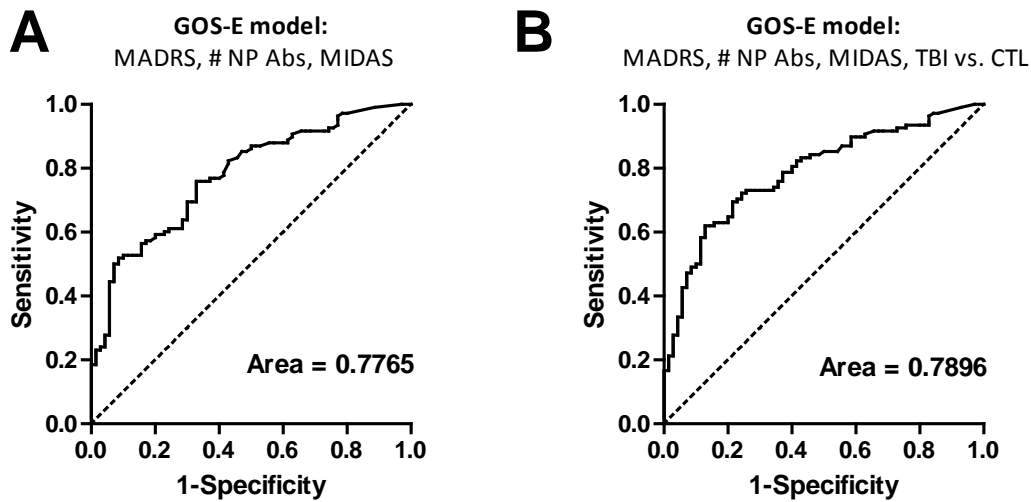 A
GOS-E model:
MADRS, # NP Abs, MIDAS
1.0
0.8
0.6
0.4
0.2
0.0
Sensitivity
Area = 0.7765
0.0 0.2 0.4 0.6 0.8 1.0
1-Specificity
B
GOS-E model:
MADRS, # NP Abs, MIDAS, TBI vs. CTL
1.0
0.8
0.6
0.4
0.2
0.0
Sensitivity
Area = 0.7896
0.0 0.2 0.4 0.6 0.8 1.0
1-Specificity